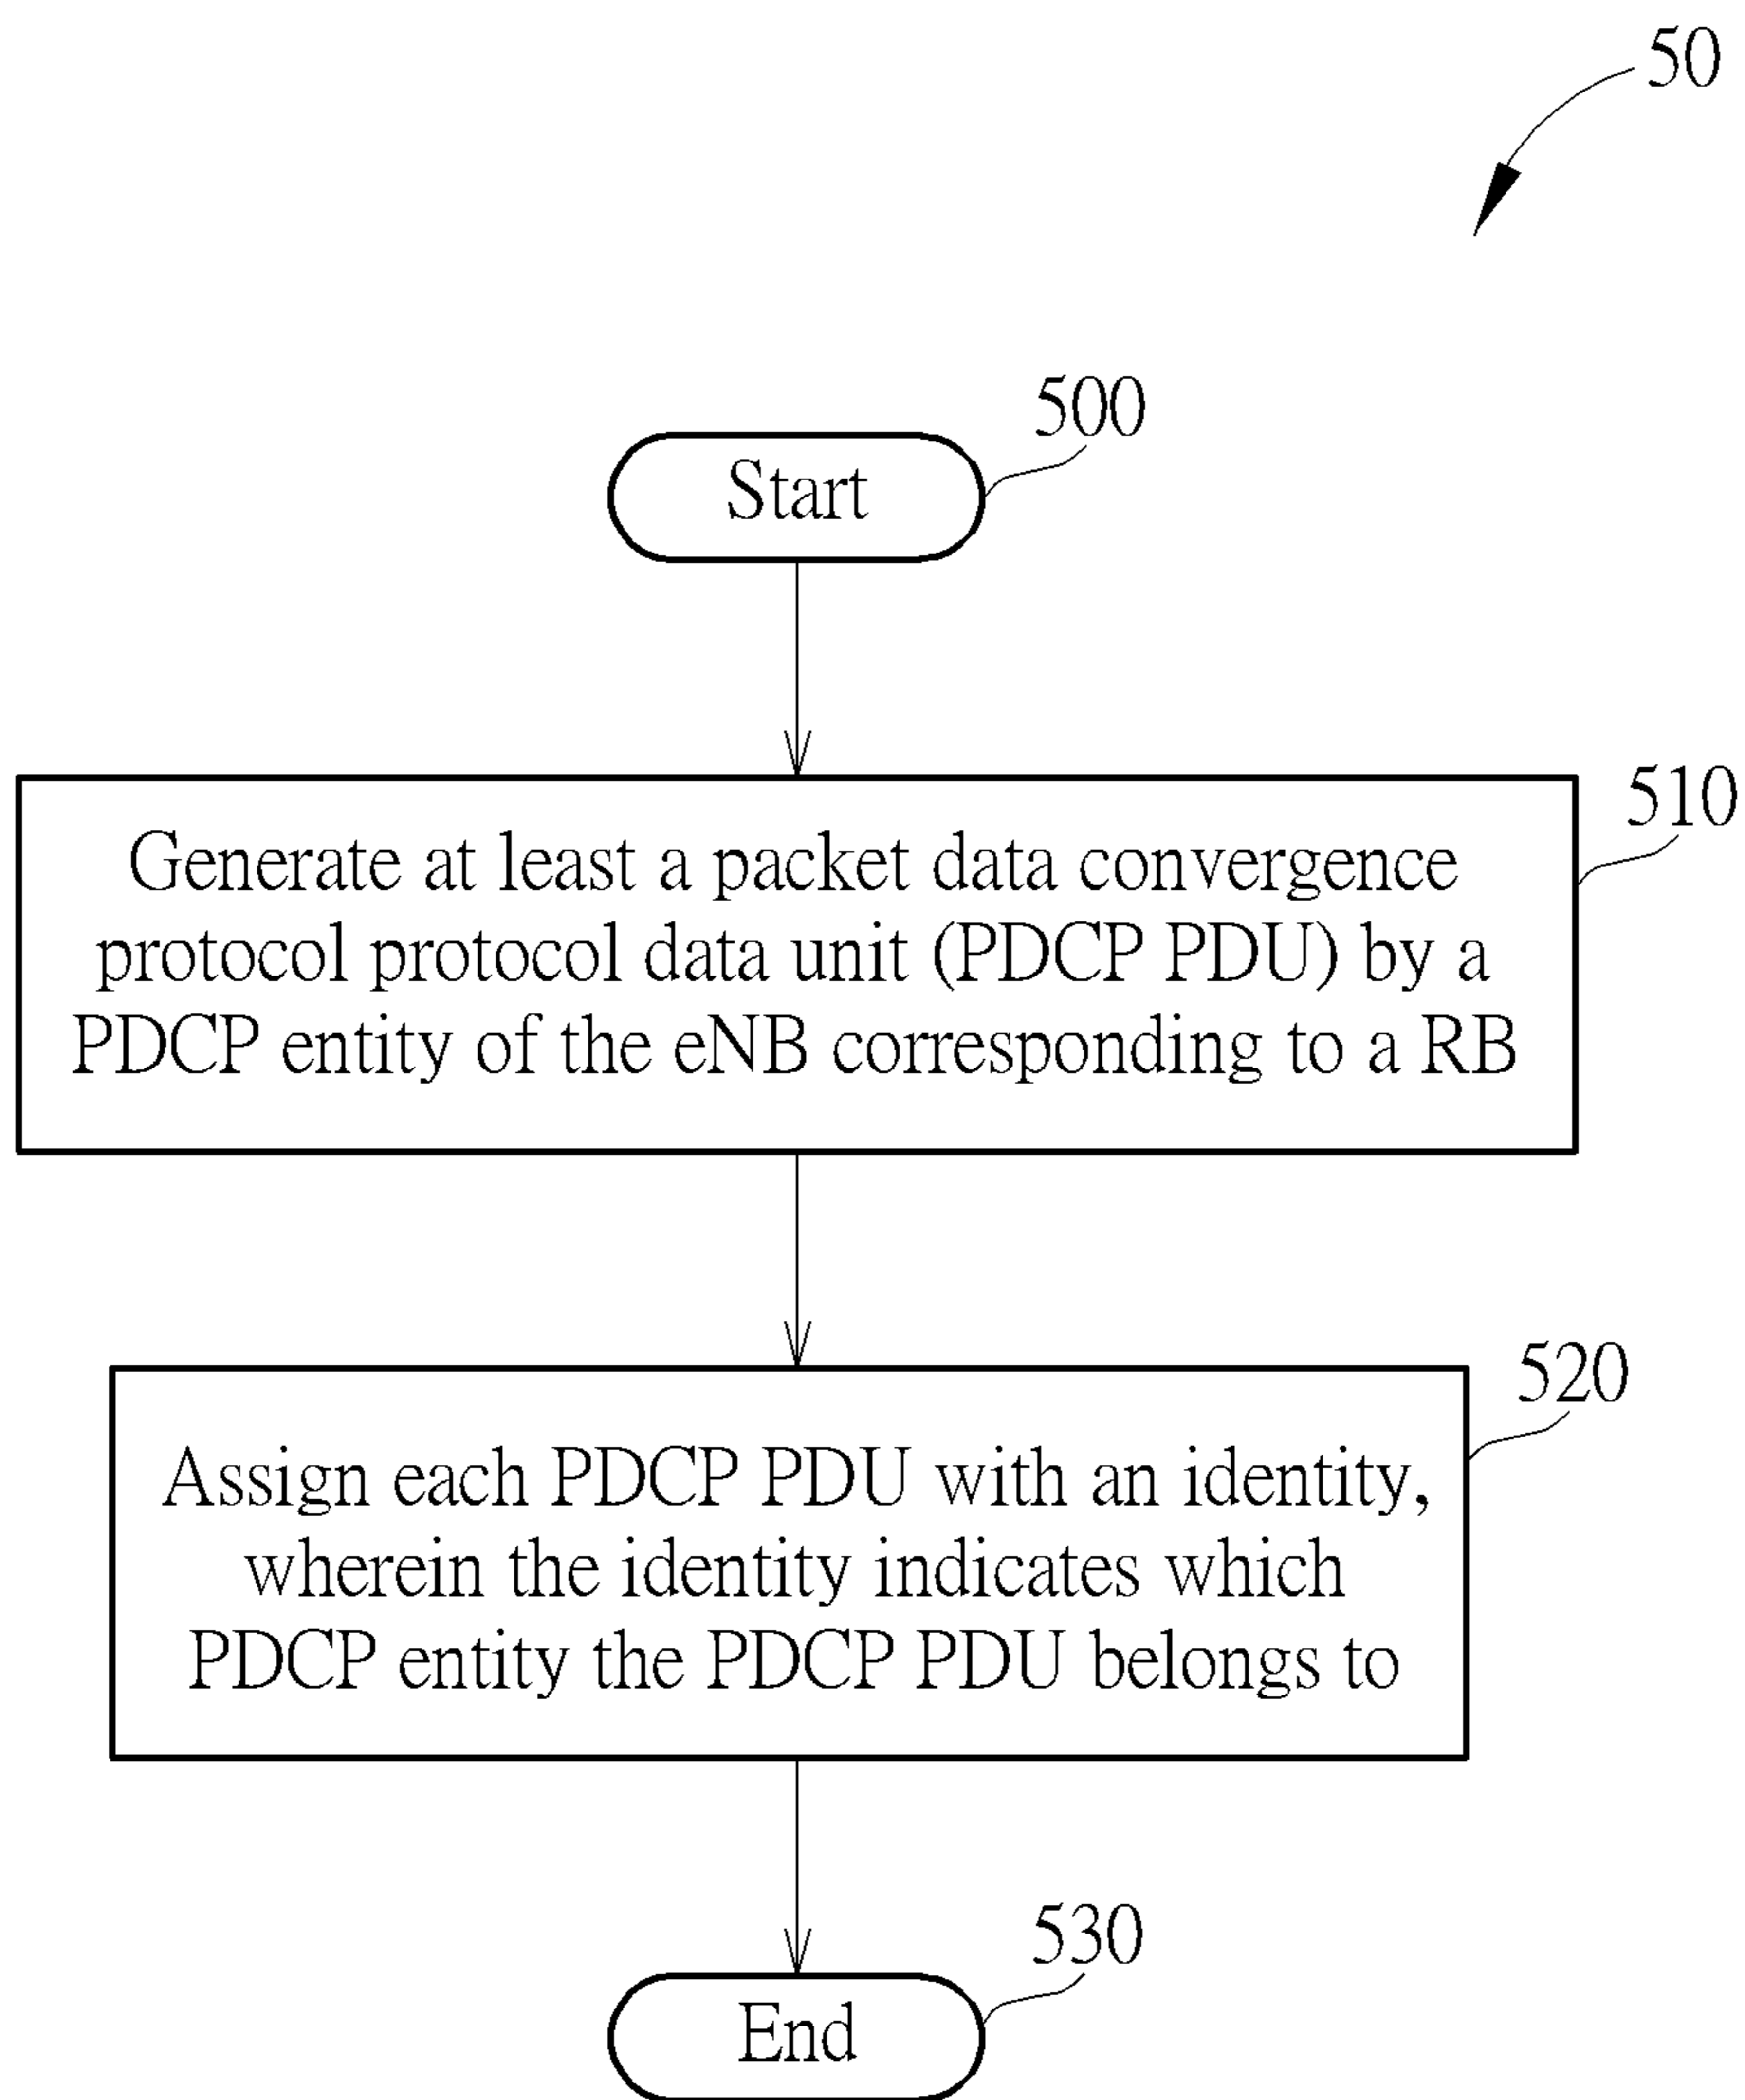 50
500
Start
510
Generate at least a packet data convergence
protocol protocol data unit (PDCP PDU) by a
PDCP entity of the eNB corresponding to a RB
520
Assign each PDCP PDU with an identity,
wherein the identity indicates which
PDCP entity the PDCP PDU belongs to
530
End